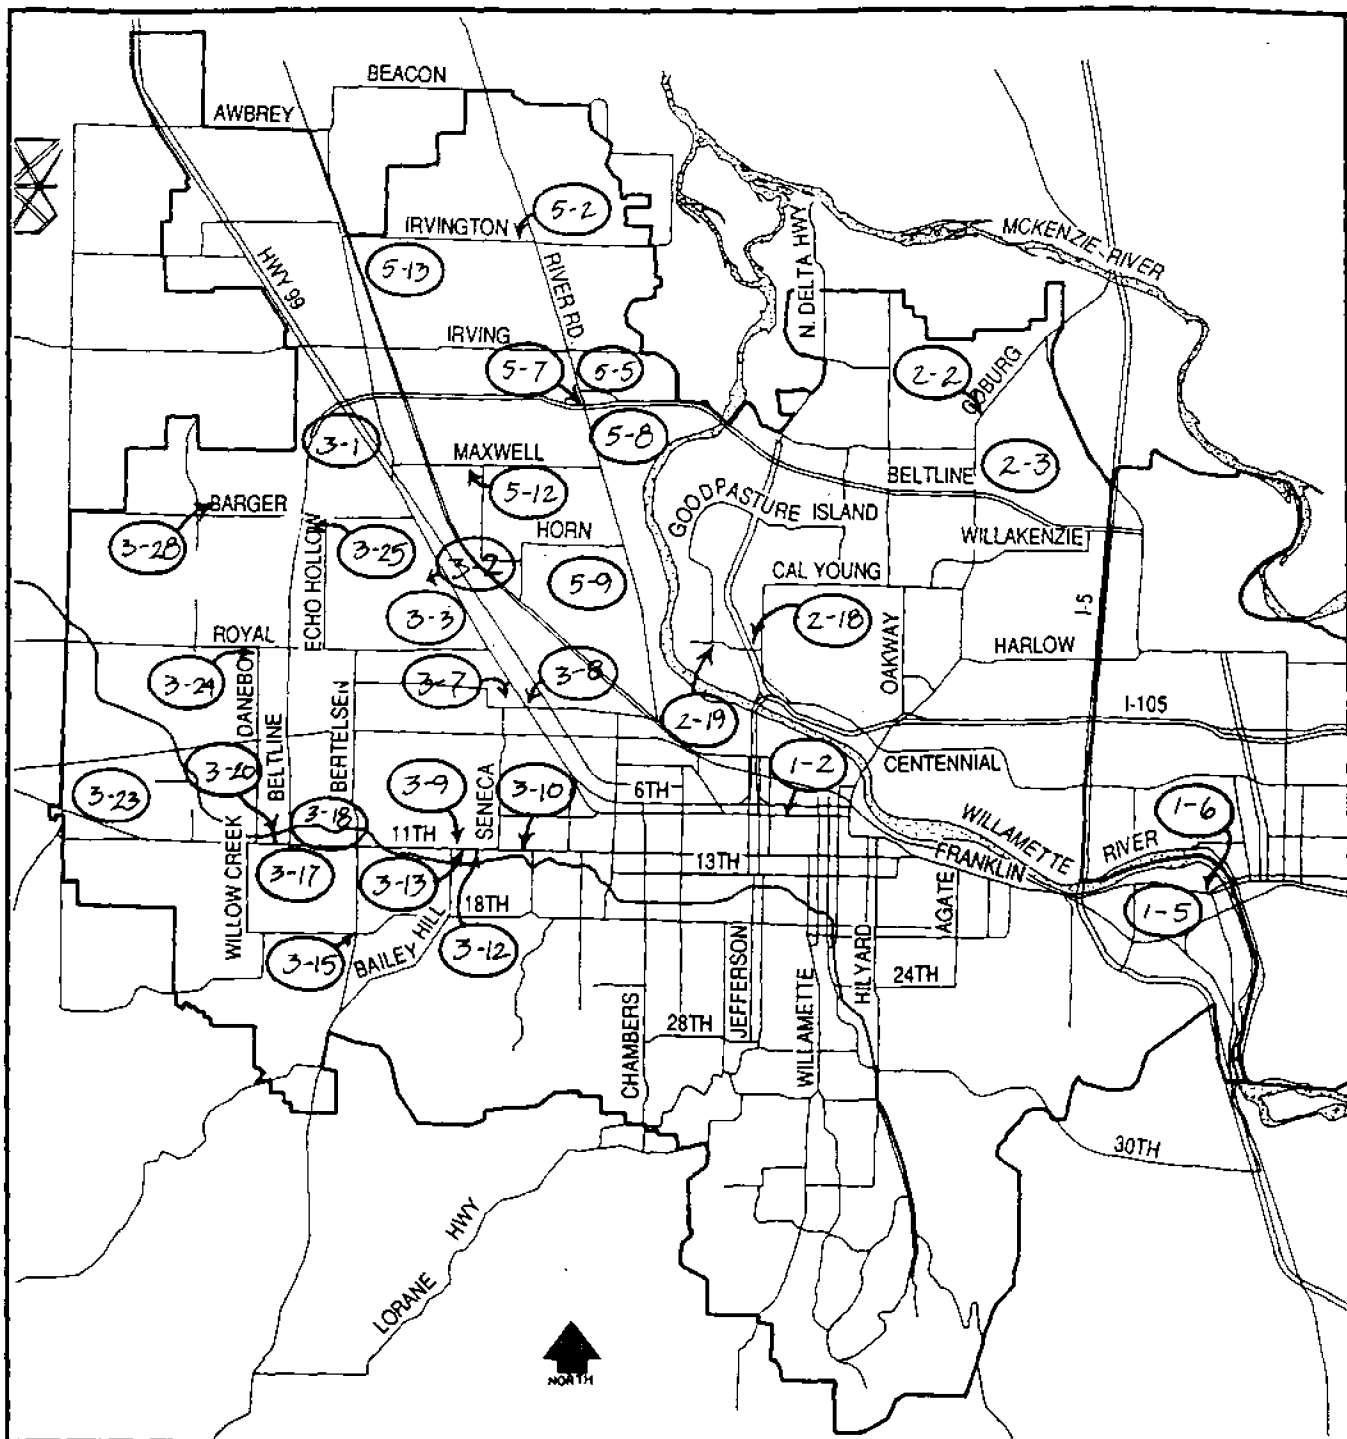 BEACON
AWBREY
5-2
IRVINGTON
N. DELTA HWY
MCKENZIE RIVER
5-13
HWY 99
RIVER RD
IRVING
5-7
5-5
2-2
COBURG
3-1
5-8
MAXWELL
BELTLINE
2-3
5-12
GOODPASTURE ISLAND
BARGER
HORN
WILLAKENZIE
3-28
ECHO HOLLOW
3-25
3-2
5-9
CAL YOUNG
I-5
3-3
2-18
ROYAL
OAKWAY
HARLOW
3-24
DANEBO
3-7
3-8
2-19
I-105
BERTELSEN
BELTLINE
3-20
1-2
CENTENNIAL
3-23
3-9
SENECA
3-10
6TH
3-18
1-6
11TH
WILLAMETTE
RIVER
13TH
FRANKLIN
WILLOW CREEK
3-17
3-13
18TH
AGATE
1-5
3-15
BAILEY HILL
3-12
JEFFERSON
WILLAMETTE
HILYARD
24TH
CHAMBERS
28TH
30TH
LORANE HWY
NORTH